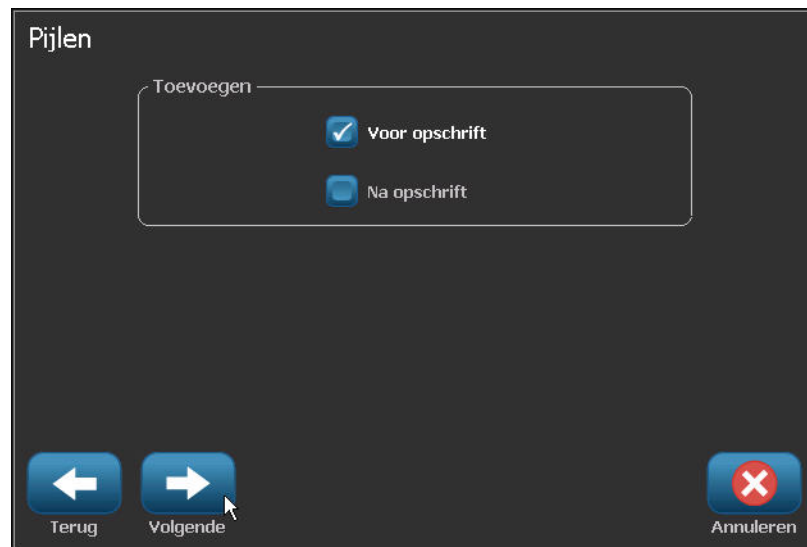 Pijlen
Toevoegen
Voor opschrift
Na opschrift
Terug
Volgende
Annuleren